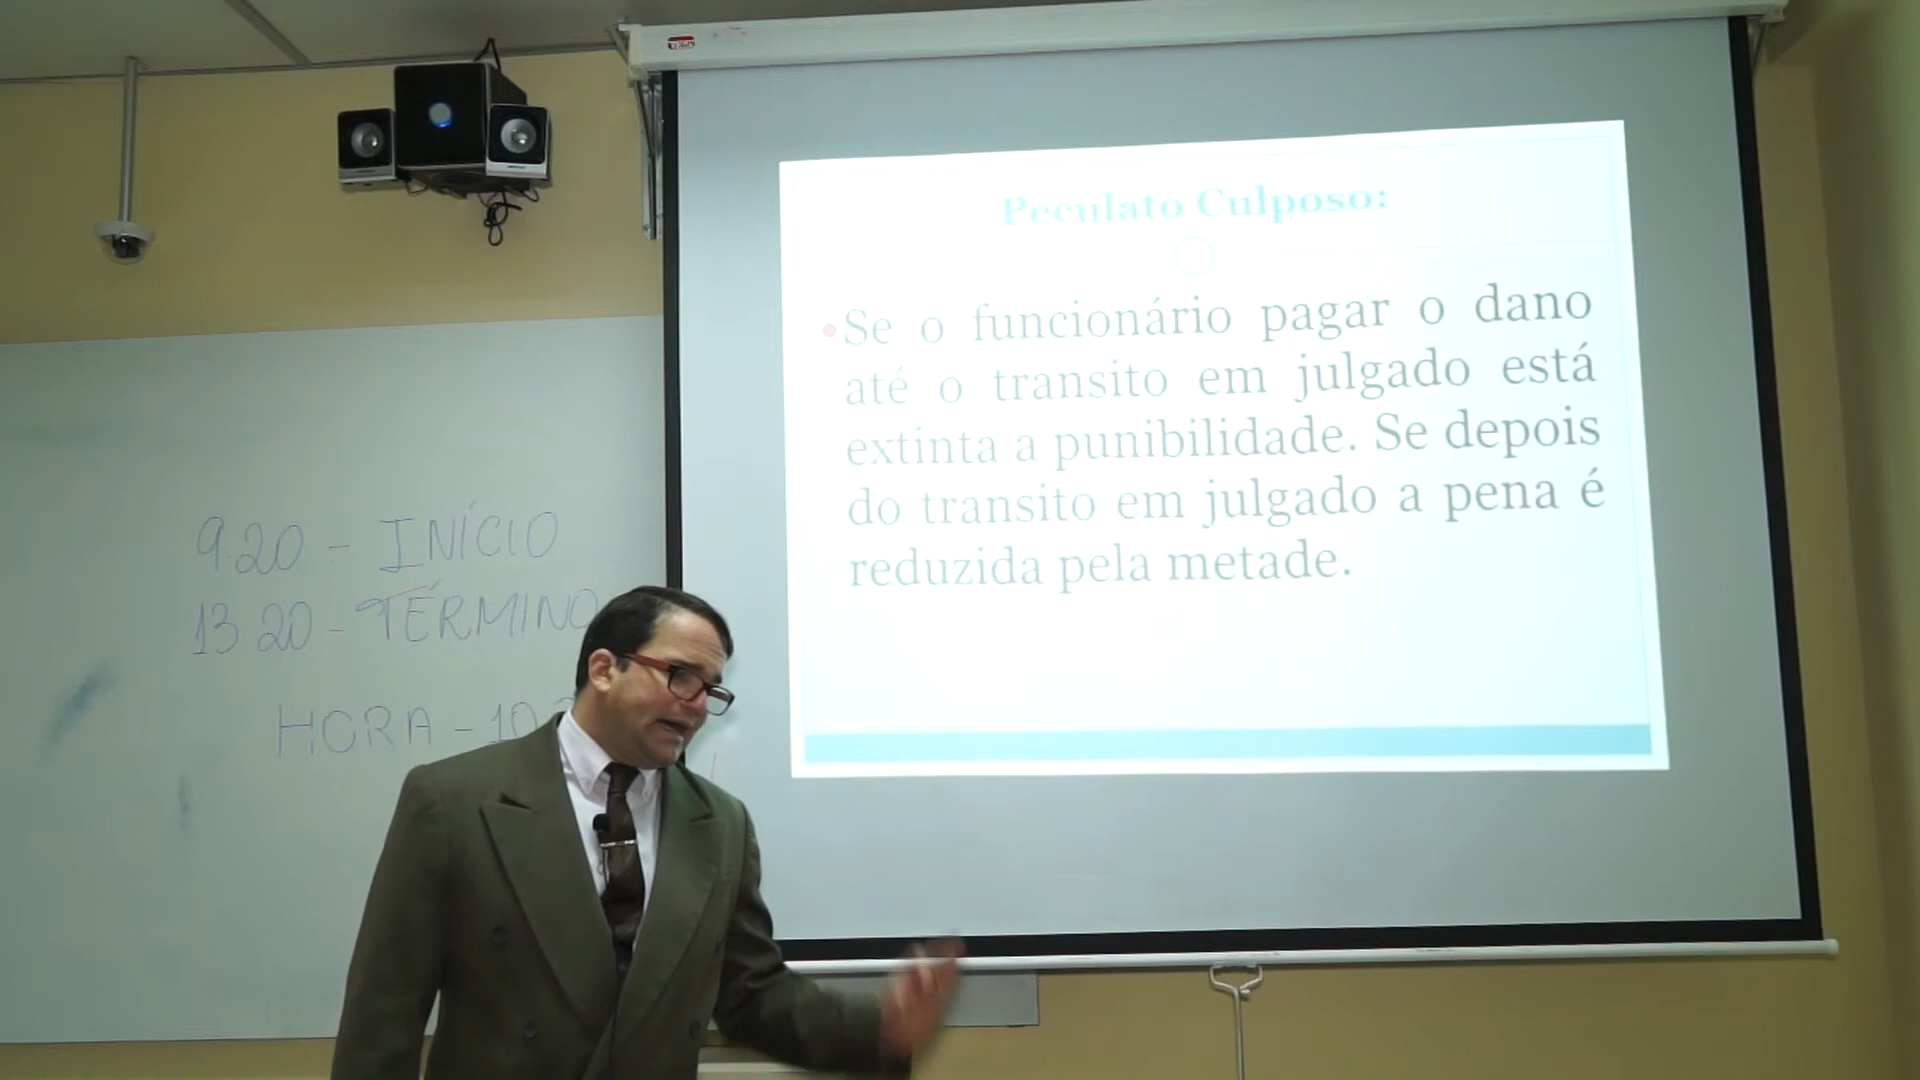 Peculato Culposo:
•Se o funcionário pagar o dano
até o transito em julgado está
extinta a punibilidade. Se depois
do transito em julgado a pena é
reduzida pela metade.
9 20 - INÍCIO
13 20 - TÉRMINO
HORA - 10